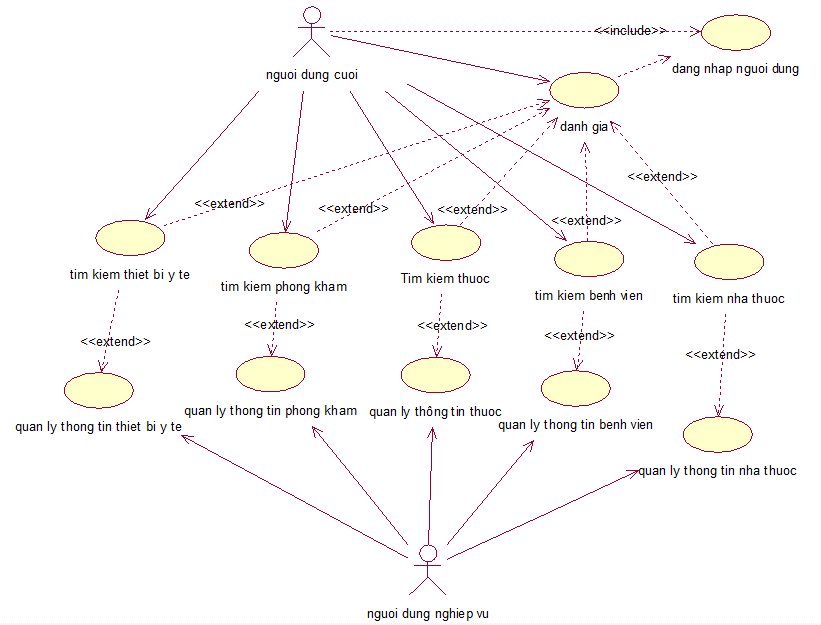 <<include>>
nguoi dung cuoi
dang nhap nguoi dung
danh gia
<<extend>>
<<extend>>
<<extend>>
<<extend>>
<<extend>>
tim kiem thiet bi y te
tim kiem phong kham
Tim kiem thuoc
tim kiem benh vien
tim kiem nha thuoc
<<extend>>
<<extend>>
<<extend>>
<<extend>>
<<extend>>
quan ly thong tin thiet bi y te
quan ly thong tin phong kham
quan ly thông tin thuoc
quan ly thong tin benh vien
quan ly thong tin nha thuoc
nguoi dung nghiep vu